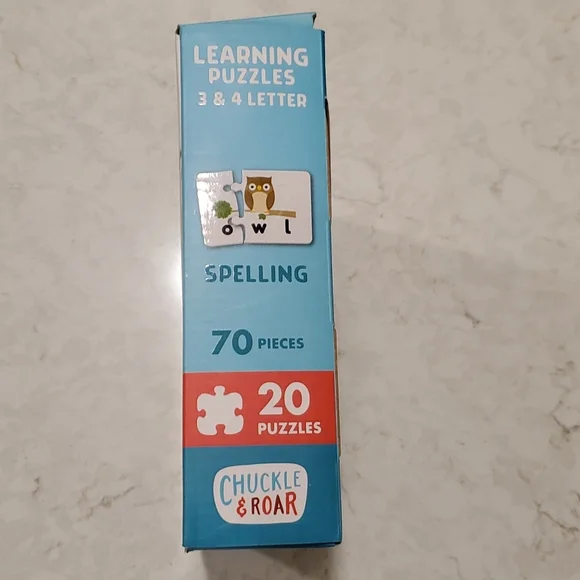 LEARNING
PUZZLES
3 & 4 LETTER
o w l
SPELLING
70 PIECES
20
PUZZLES
CHUCKLE
& ROAR